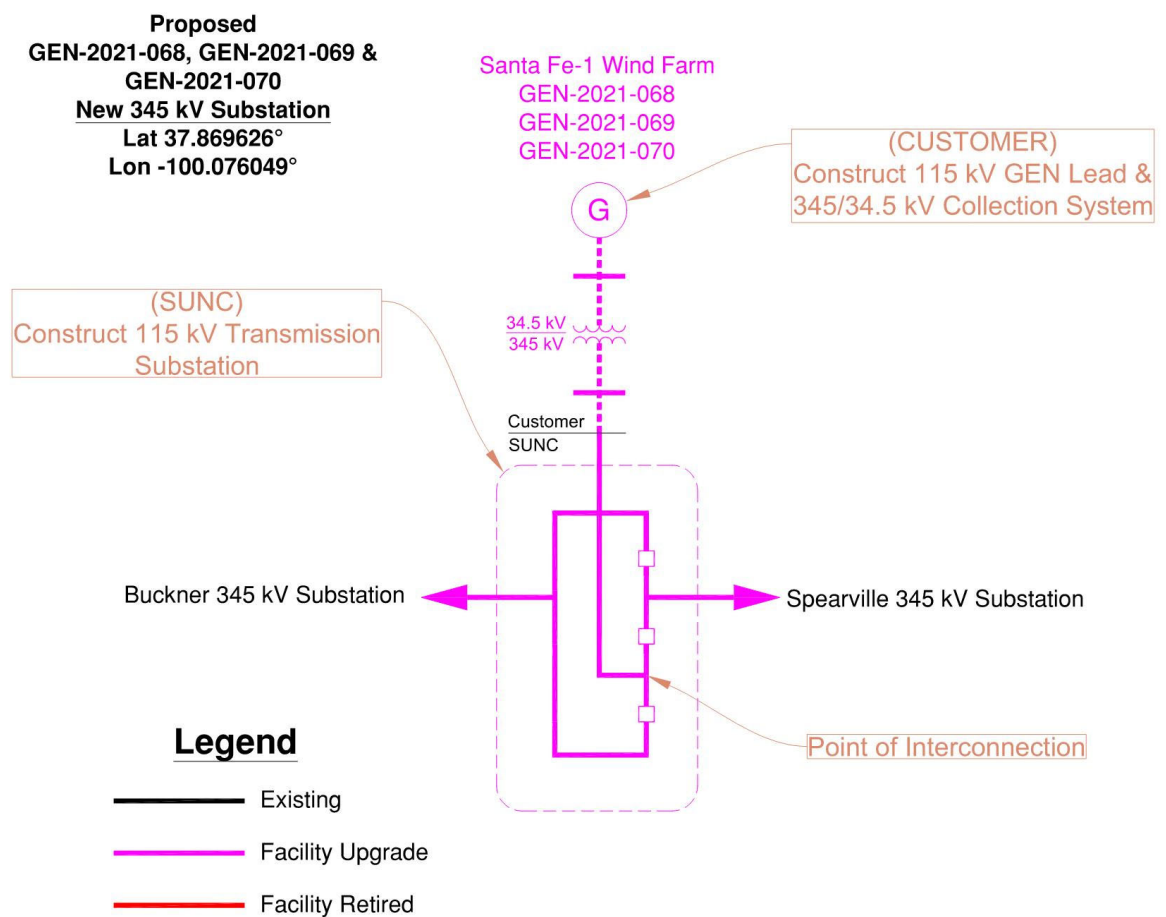 Proposed
GEN-2021-068, GEN-2021-069 &
GEN-2021-070
New 345 kV Substation
Lat 37.869626°
Lon -100.076049°
Santa Fe-1 Wind Farm
GEN-2021-068
GEN-2021-069
GEN-2021-070
(CUSTOMER)
Construct 115 kV GEN Lead &
345/34.5 kV Collection System
G
(SUNC)
Construct 115 kV Transmission
Substation
34.5 kV
345 kV
Customer
SUNC
Buckner 345 kV Substation
Spearville 345 kV Substation
Point of Interconnection
Legend
Existing
Facility Upgrade
Facility Retired